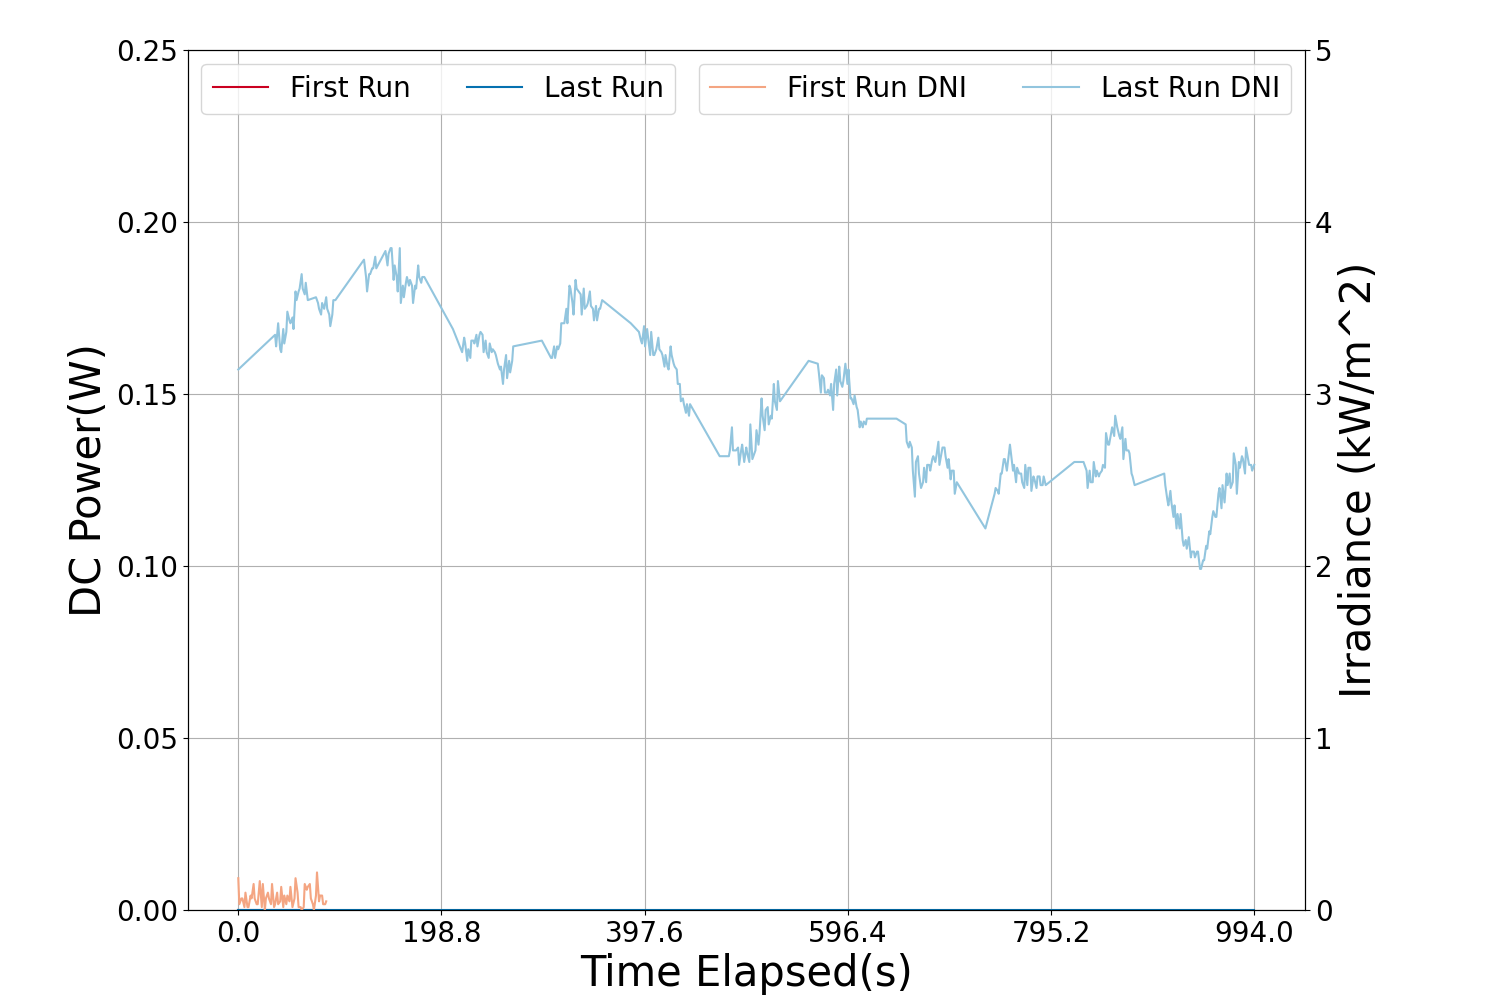 First Run
Last Run
First Run DNI
Last Run DNI
DC Power(W)
0.25
0.20
0.15
0.10
0.05
0.00
5
4
3
2
1
0
Irradiance (kW/m^2)
0.0
198.8
397.6
596.4
795.2
994.0
Time Elapsed(s)